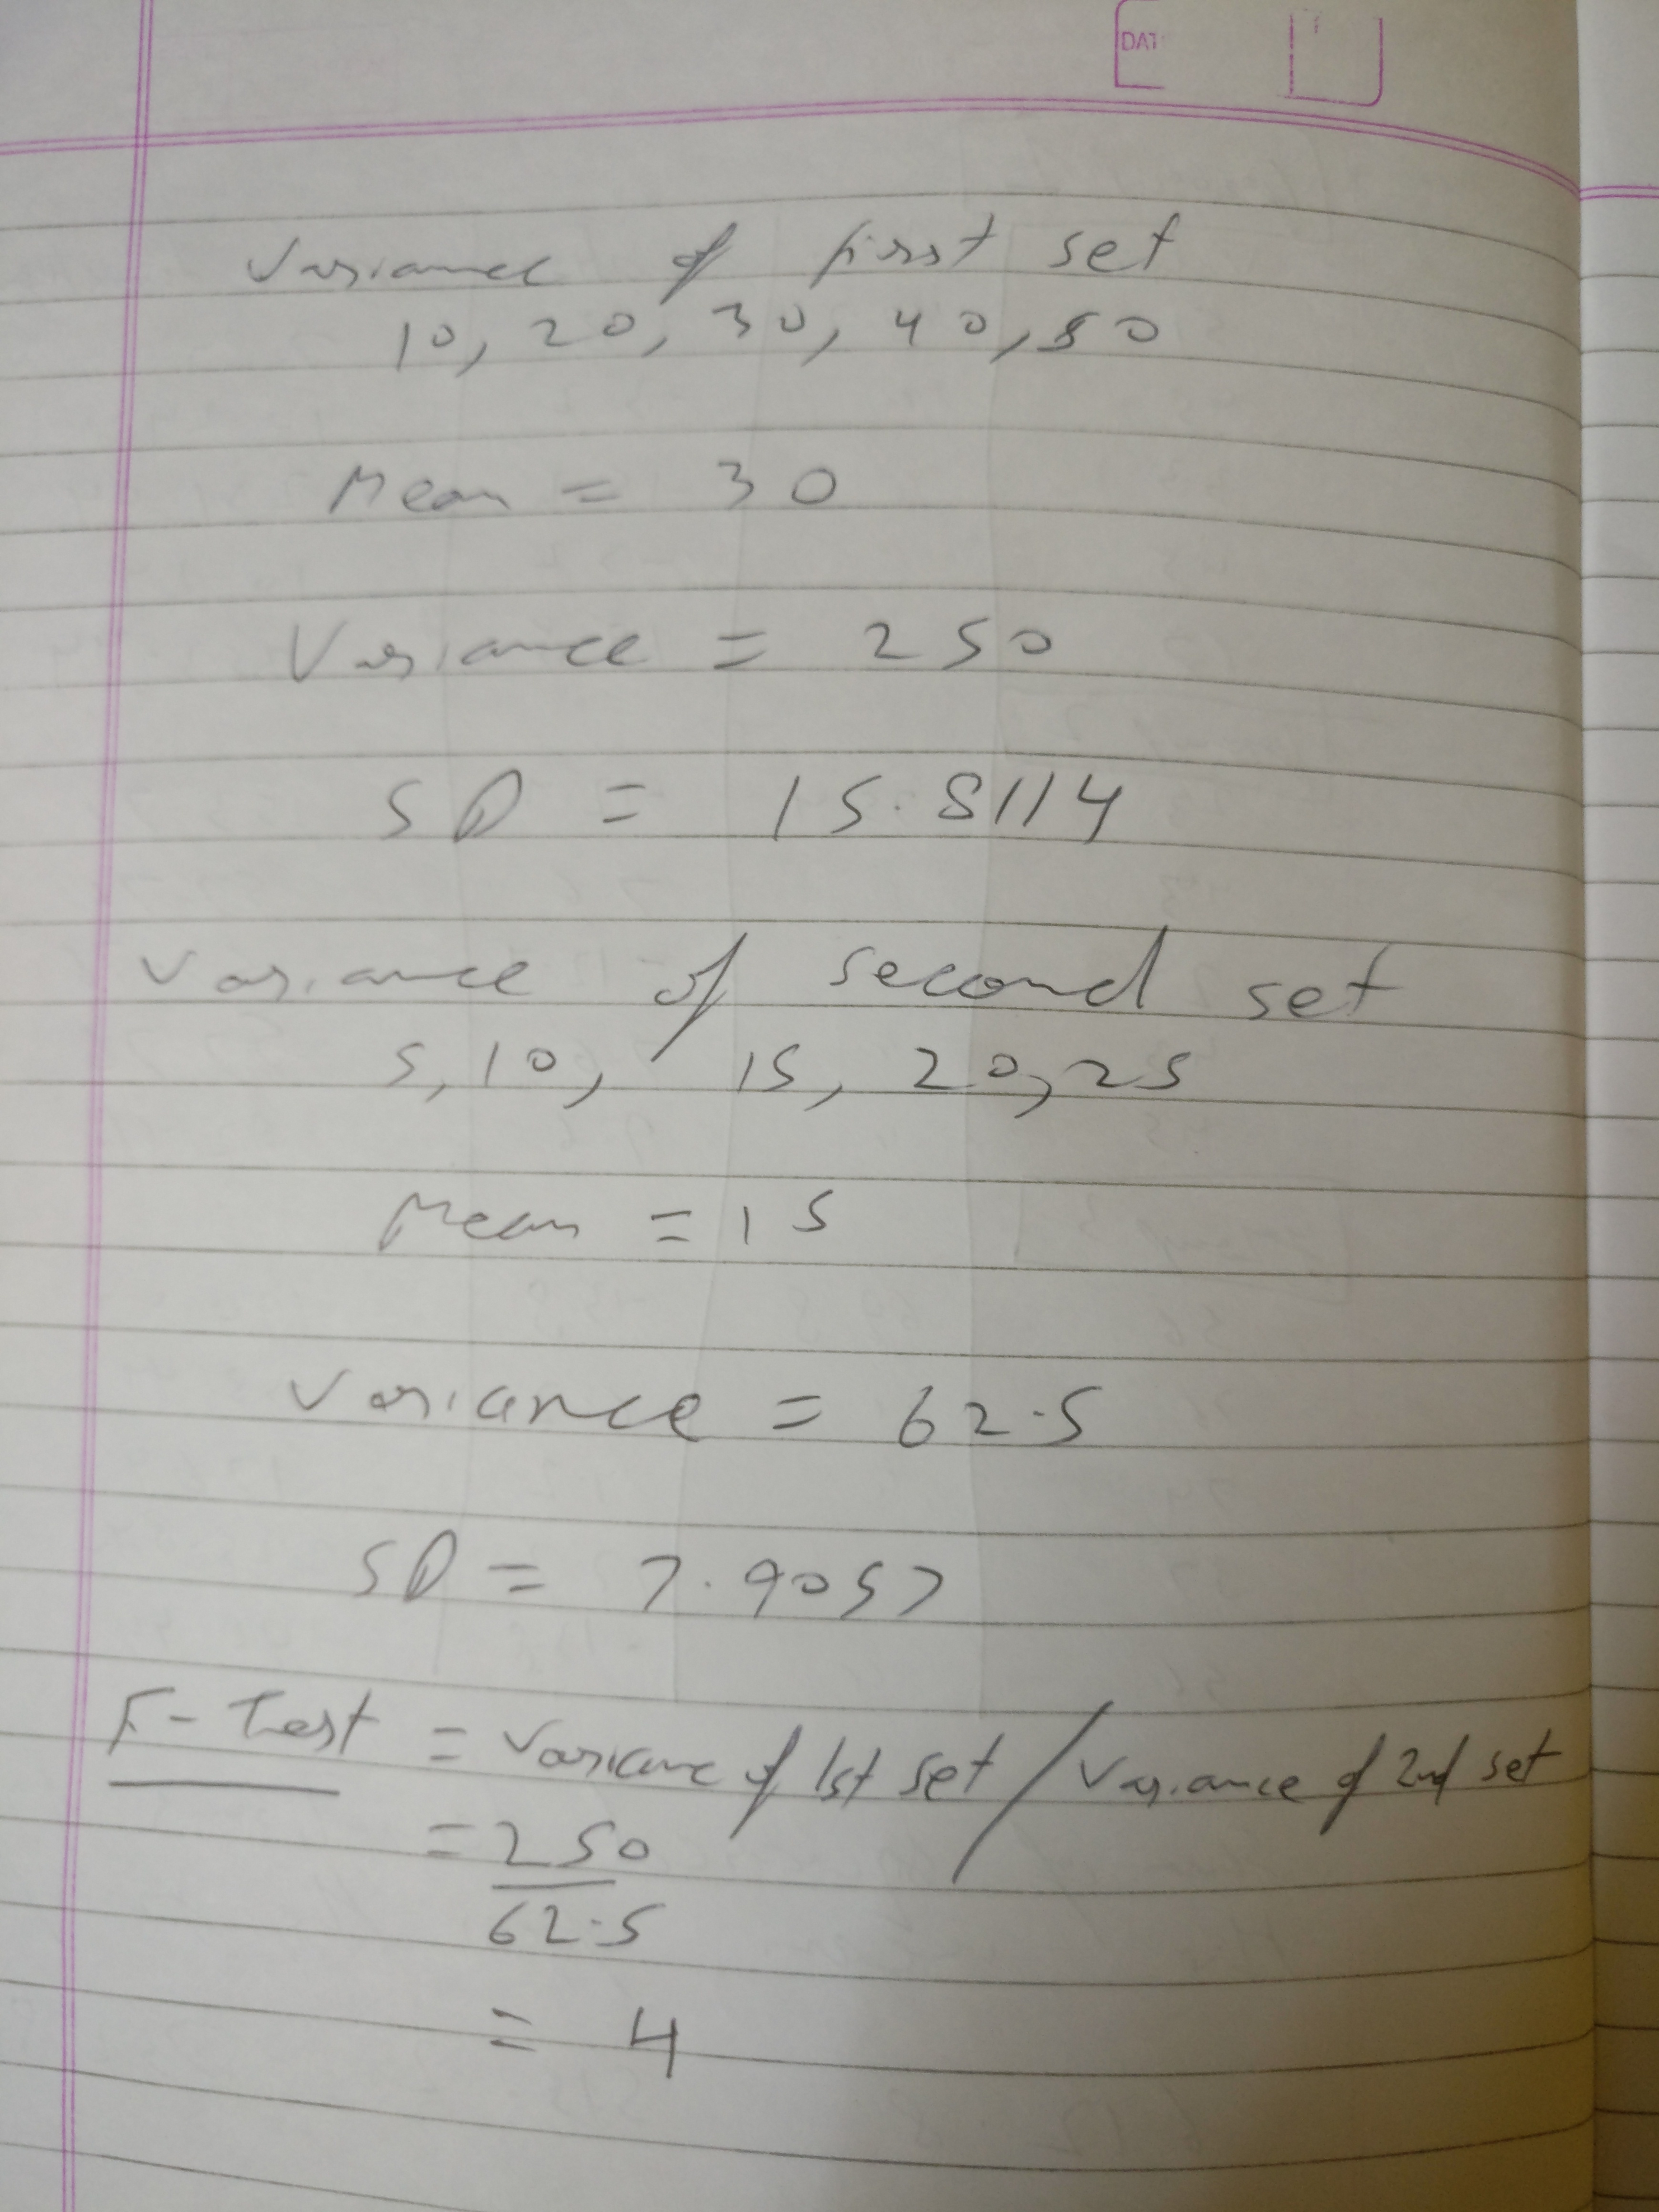 DAT
Variance of first set
10, 20, 30, 40, 50
Mean = 30
Variance = 250
SD = 15.8114
Variance of second set
5, 10, 15, 20, 25
Mean = 15
Variance = 62.5
SD = 7.9057
F-Test = Variance of 1st set / Variance of 2nd set
= 250
62.5
= 4